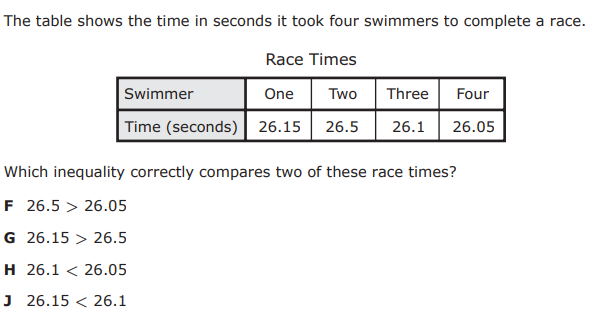 The table shows the time in seconds it took four swimmers to complete a race.
Race Times
Swimmer One Two Three Four
Time (seconds) 26.15 26.5 26.1 26.05
Which inequality correctly compares two of these race times?
F 26.5 > 26.05
G 26.15 > 26.5
H 26.1 < 26.05
J 26.15 < 26.1